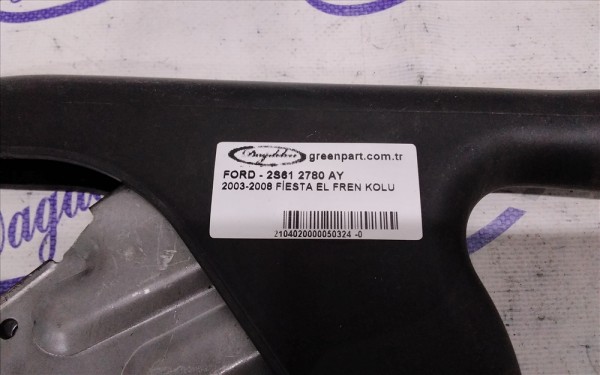 greenpart.com.tr
FORD - 2S61 2780 AY
2003-2008 FİESTA EL FREN KOLU
2104020000050324 -0